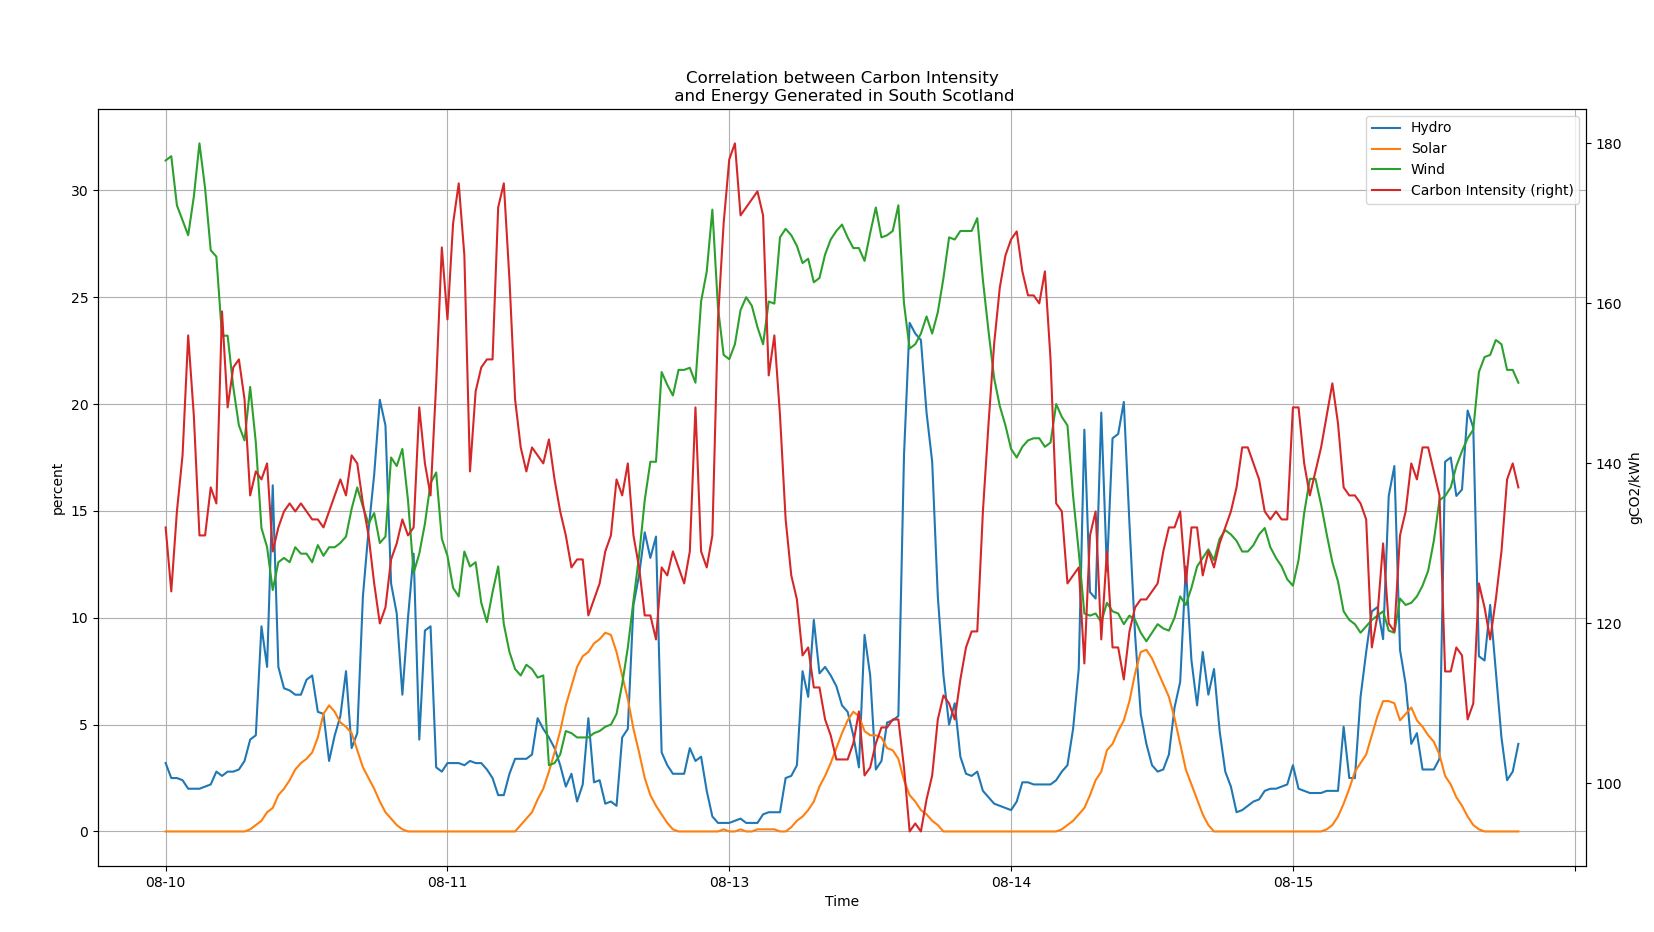 Correlation between Carbon Intensity
and Energy Generated in South Scotland
Hydro
Solar
Wind
Carbon Intensity (right)
percent
30
25
20
15
10
5
0
180
160
140
120
100
gCO2/kWh
08-10
08-11
08-13
08-14
08-15
Time